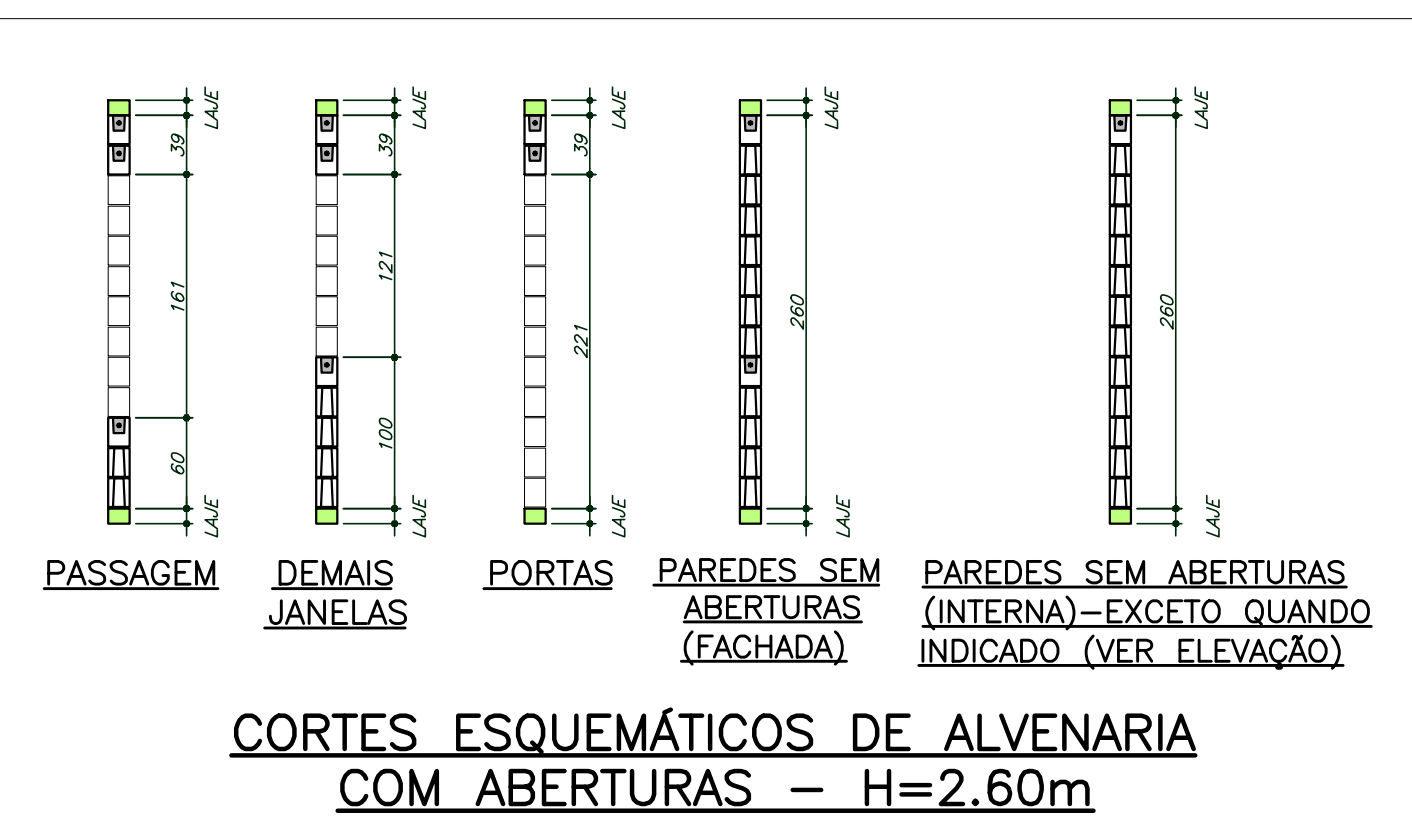 LAJE
39
161
60
LAJE
PASSAGEM
LAJE
39
121
100
LAJE
DEMAIS
JANELAS
LAJE
39
221
LAJE
PORTAS
LAJE
260
LAJE
PAREDES SEM
ABERTURAS
(FACHADA)
LAJE
260
LAJE
PAREDES SEM ABERTURAS
(INTERNA)-EXCETO QUANDO
INDICADO (VER ELEVAÇÃO)
CORTES ESQUEMÁTICOS DE ALVENARIA
COM ABERTURAS - H=2.60m